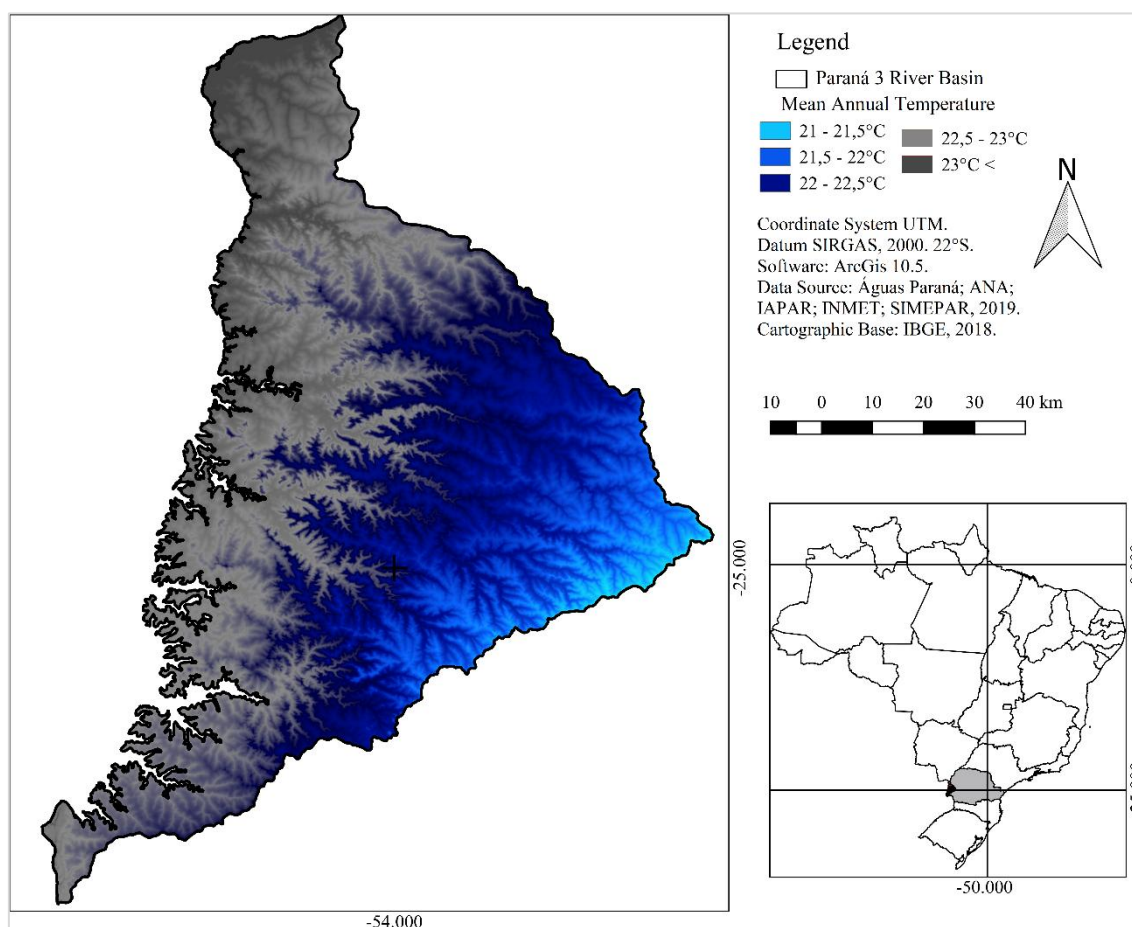 Legend
Paraná 3 River Basin
Mean Annual Temperature
21 - 21,5°C
21,5 - 22°C
22 - 22,5°C
22,5 - 23°C
23°C <
N
Coordinate System UTM.
Datum SIRGAS, 2000. 22°S.
Software: ArcGis 10.5.
Data Source: Águas Paraná; ANA;
IAPAR; INMET; SIMEPAR, 2019.
Cartographic Base: IBGE, 2018.
10 0 10 20 30 40 km
-25.000
-54.000
-50.000